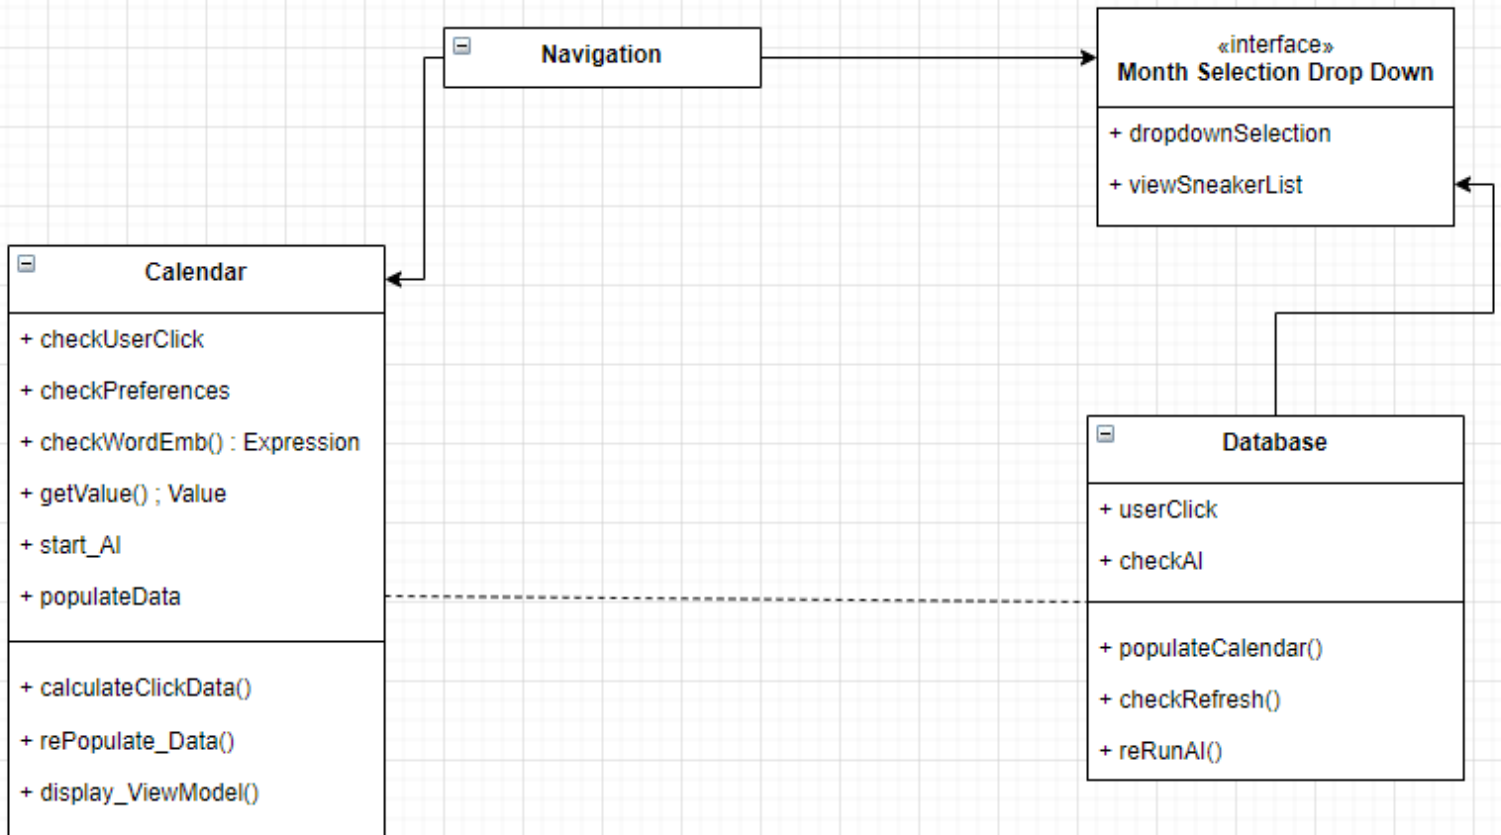 Navigation
«interface»
Month Selection Drop Down
+ dropdownSelection
+ viewSneakerList
Calendar
+ checkUserClick
+ checkPreferences
+ checkWordEmb() : Expression
+ getValue() ; Value
+ start_AI
+ populateData
+ calculateClickData()
+ rePopulate_Data()
+ display_ViewModel()
Database
+ userClick
+ checkAI
+ populateCalendar()
+ checkRefresh()
+ reRunAI()